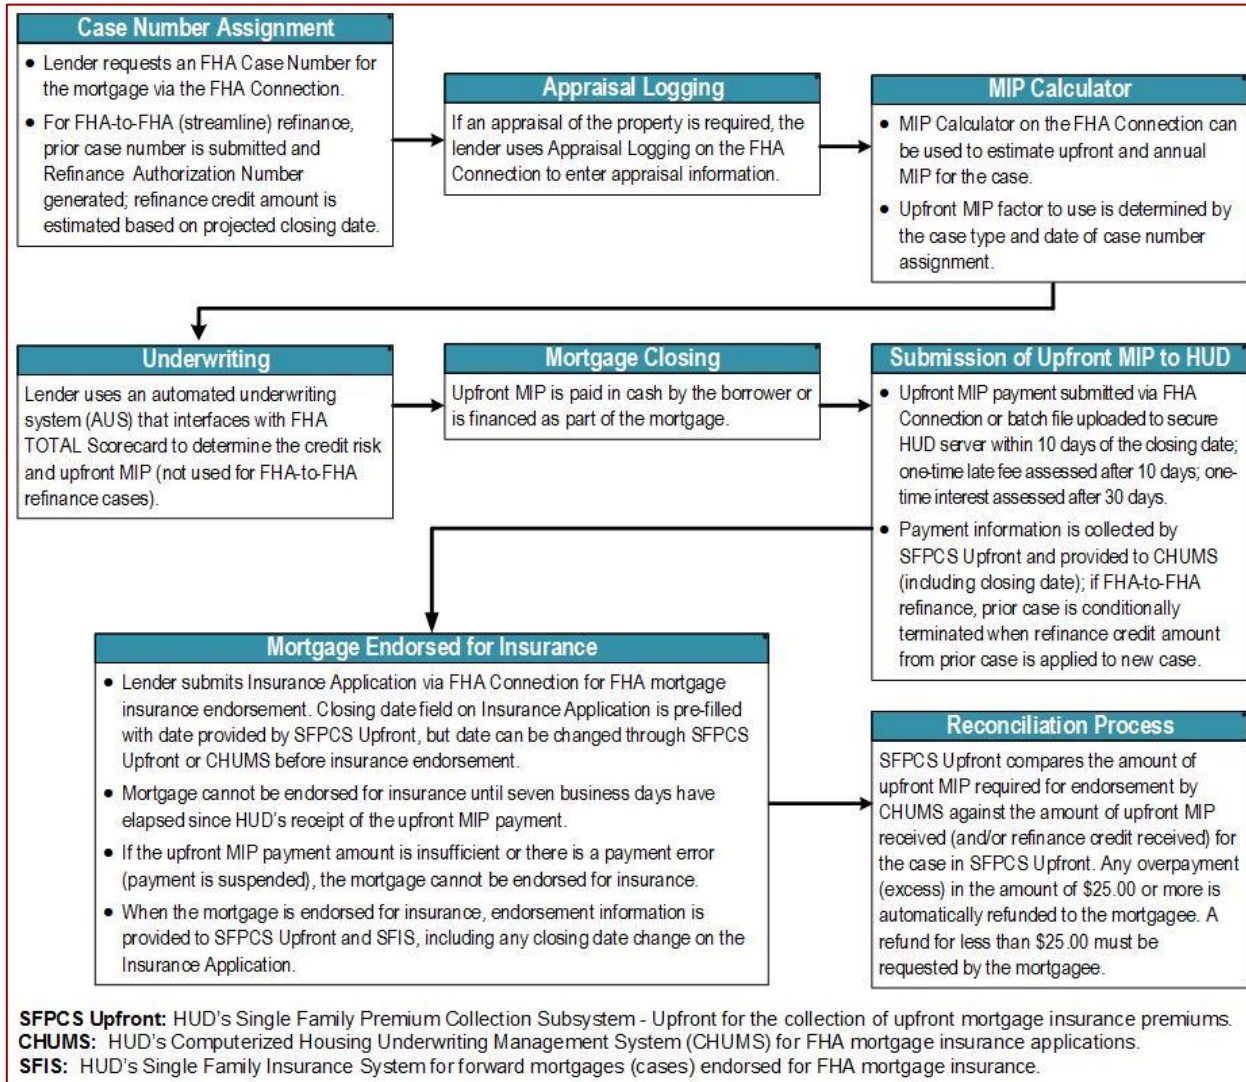 Case Number Assignment
● Lender requests an FHA Case Number for
the mortgage via the FHA Connection.
● For FHA-to-FHA (streamline) refinance,
prior case number is submitted and
Refinance Authorization Number
generated; refinance credit amount is
estimated based on projected closing date.
Appraisal Logging
If an appraisal of the property is required, the
lender uses Appraisal Logging on the FHA
Connection to enter appraisal information.
MIP Calculator
● MIP Calculator on the FHA Connection can
be used to estimate upfront and annual
MIP for the case.
● Upfront MIP factor to use is determined by
the case type and date of case number
assignment.
Underwriting
Lender uses an automated underwriting
system (AUS) that interfaces with FHA
TOTAL Scorecard to determine the credit risk
and upfront MIP (not used for FHA-to-FHA
refinance cases).
Mortgage Closing
Upfront MIP is paid in cash by the borrower or
is financed as part of the mortgage.
Submission of Upfront MIP to HUD
● Upfront MIP payment submitted via FHA
Connection or batch file uploaded to secure
HUD server within 10 days of the closing date;
one-time late fee assessed after 10 days; one-
time interest assessed after 30 days.
● Payment information is collected by
SFPCS Upfront and provided to CHUMS
(including closing date); if FHA-to-FHA
refinance, prior case is conditionally
terminated when refinance credit amount
from prior case is applied to new case.
Mortgage Endorsed for Insurance
● Lender submits Insurance Application via FHA Connection for FHA mortgage
insurance endorsement. Closing date field on Insurance Application is pre-filled
with date provided by SFPCS Upfront, but date can be changed through SFPCS
Upfront or CHUMS before insurance endorsement.
● Mortgage cannot be endorsed for insurance until seven business days have
elapsed since HUD's receipt of the upfront MIP payment.
● If the upfront MIP payment amount is insufficient or there is a payment error
(payment is suspended), the mortgage cannot be endorsed for insurance.
● When the mortgage is endorsed for insurance, endorsement information is
provided to SFPCS Upfront and SFIS, including any closing date change on the
Insurance Application.
Reconciliation Process
SFPCS Upfront compares the amount of
upfront MIP required for endorsement by
CHUMS against the amount of upfront MIP
received (and/or refinance credit received) for
the case in SFPCS Upfront. Any overpayment
(excess) in the amount of $25.00 or more is
automatically refunded to the mortgagee. A
refund for less than $25.00 must be
requested by the mortgagee.
SFPCS Upfront: HUD's Single Family Premium Collection Subsystem - Upfront for the collection of upfront mortgage insurance premiums.
CHUMS: HUD's Computerized Housing Underwriting Management System (CHUMS) for FHA mortgage insurance applications.
SFIS: HUD's Single Family Insurance System for forward mortgages (cases) endorsed for FHA mortgage insurance.